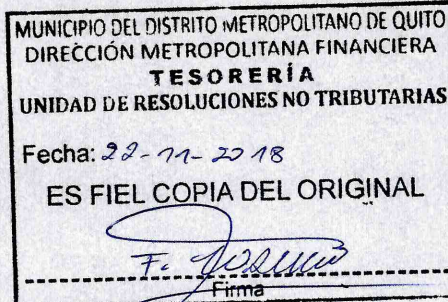 MUNICIPIO DEL DISTRITO METROPOLITANO DE QUITO
DIRECCIÓN METROPOLITANA FINANCIERA
TESORERÍA
UNIDAD DE RESOLUCIONES NO TRIBUTARIAS
Fecha: 22-11-2018
ES FIEL COPIA DEL ORIGINAL
F.
Firma